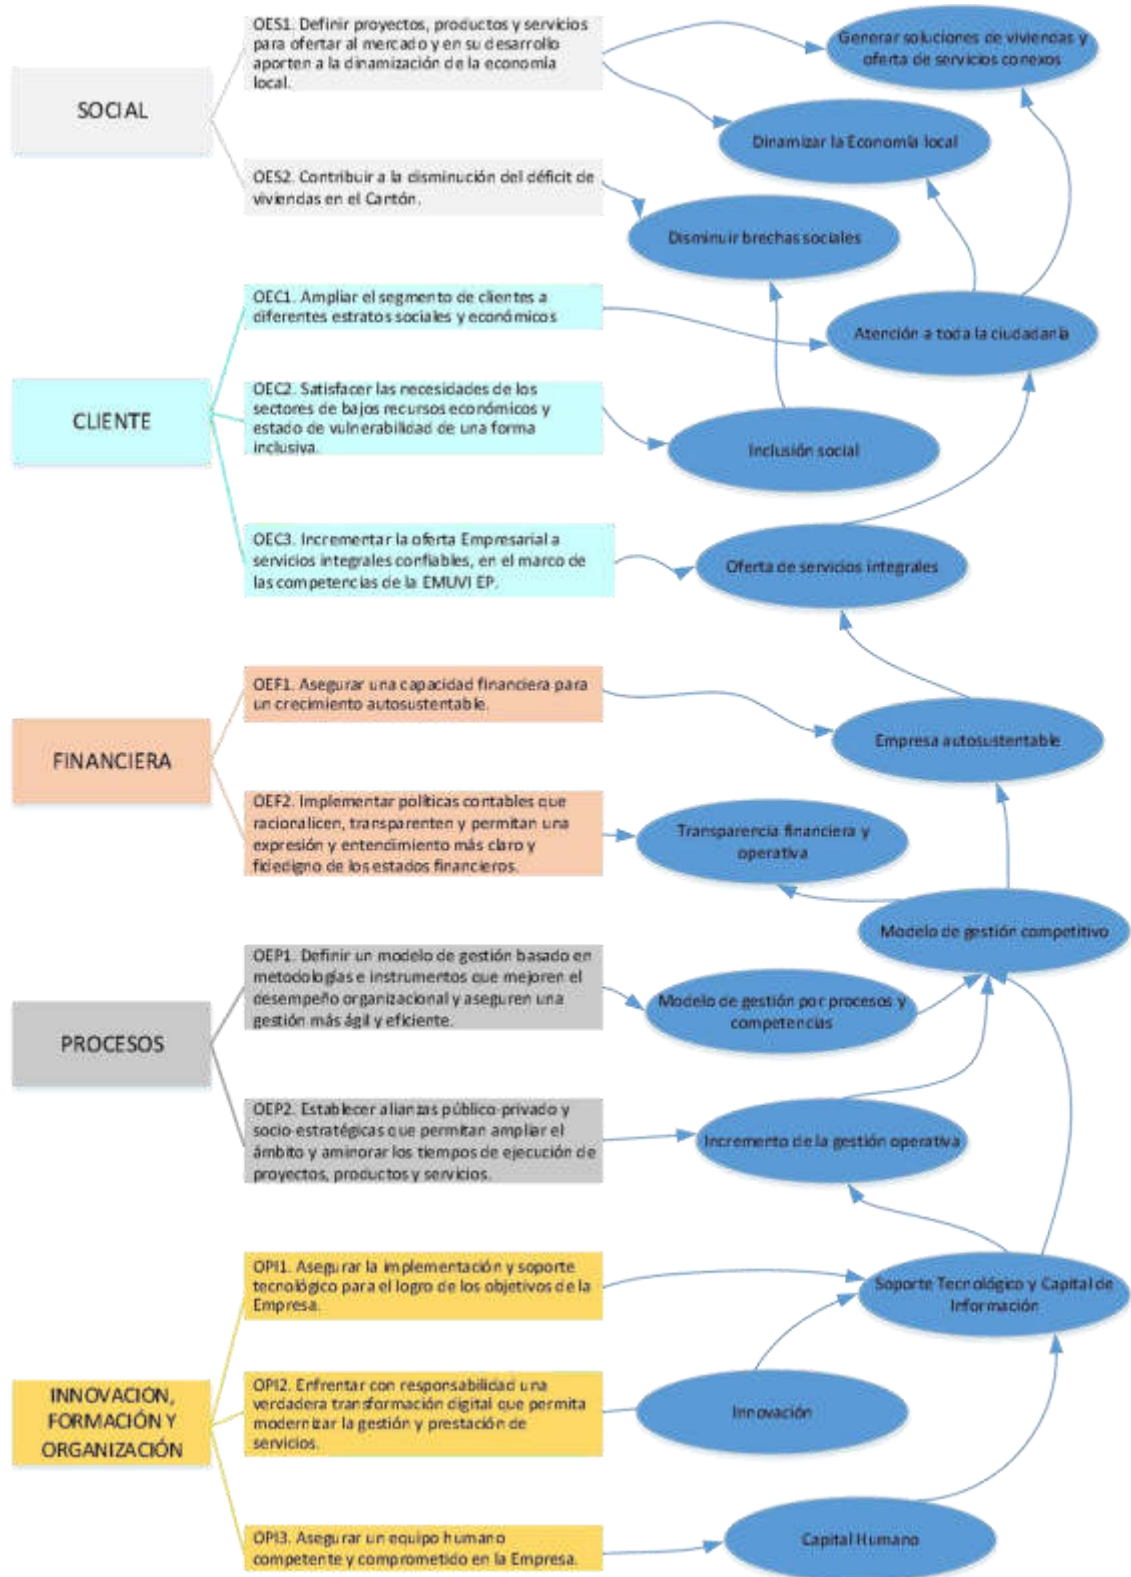 OES1. Definir proyectos, productos y servicios
para ofertar al mercado y en su desarrollo
aporten a la dinamización de la economía
local.
Generar soluciones de viviendas y
oferta de servicios conexos
SOCIAL
Dinamizar la Economía local
OES2. Contribuir a la disminución del déficit de
viviendas en el Cantón.
Disminuir brechas sociales
OEC1. Ampliar el segmento de clientes a
diferentes estratos sociales y económicos
Atención a toda la ciudadanía
CLIENTE
OEC2. Satisfacer las necesidades de los
sectores de bajos recursos económicos y
estado de vulnerabilidad de una forma
inclusiva.
Inclusión social
OEC3. Incrementar la oferta Empresarial a
servicios integrales confiables, en el marco de
las competencias de la EMUVI EP.
Oferta de servicios integrales
OEF1. Asegurar una capacidad financiera para
un crecimiento autosustentable.
Empresa autosustentable
FINANCIERA
OEF2. Implementar políticas contables que
racionalicen, transparenten y permitan una
expresión y entendimiento más claro y
fidedigno de los estados financieros.
Transparencia financiera y
operativa
Modelo de gestión competitivo
OEP1. Definir un modelo de gestión basado en
metodologías e instrumentos que mejoren el
desempeño organizacional y aseguren una
gestión más ágil y eficiente.
Modelo de gestión por procesos y
competencias
PROCESOS
OEP2. Establecer alianzas público-privado y
socio-estratégicas que permitan ampliar el
ámbito y aminorar los tiempos de ejecución de
proyectos, productos y servicios.
Incremento de la gestión operativa
OPI1. Asegurar la implementación y soporte
tecnológico para el logro de los objetivos de la
Empresa.
Soporte Tecnológico y Capital de
Información
INNOVACION,
FORMACIÓN Y
ORGANIZACIÓN
OPI2. Enfrentar con responsabilidad una
verdadera transformación digital que permita
modernizar la gestión y prestación de
servicios.
Innovación
OPI3. Asegurar un equipo humano
competente y comprometido en la Empresa.
Capital Humano